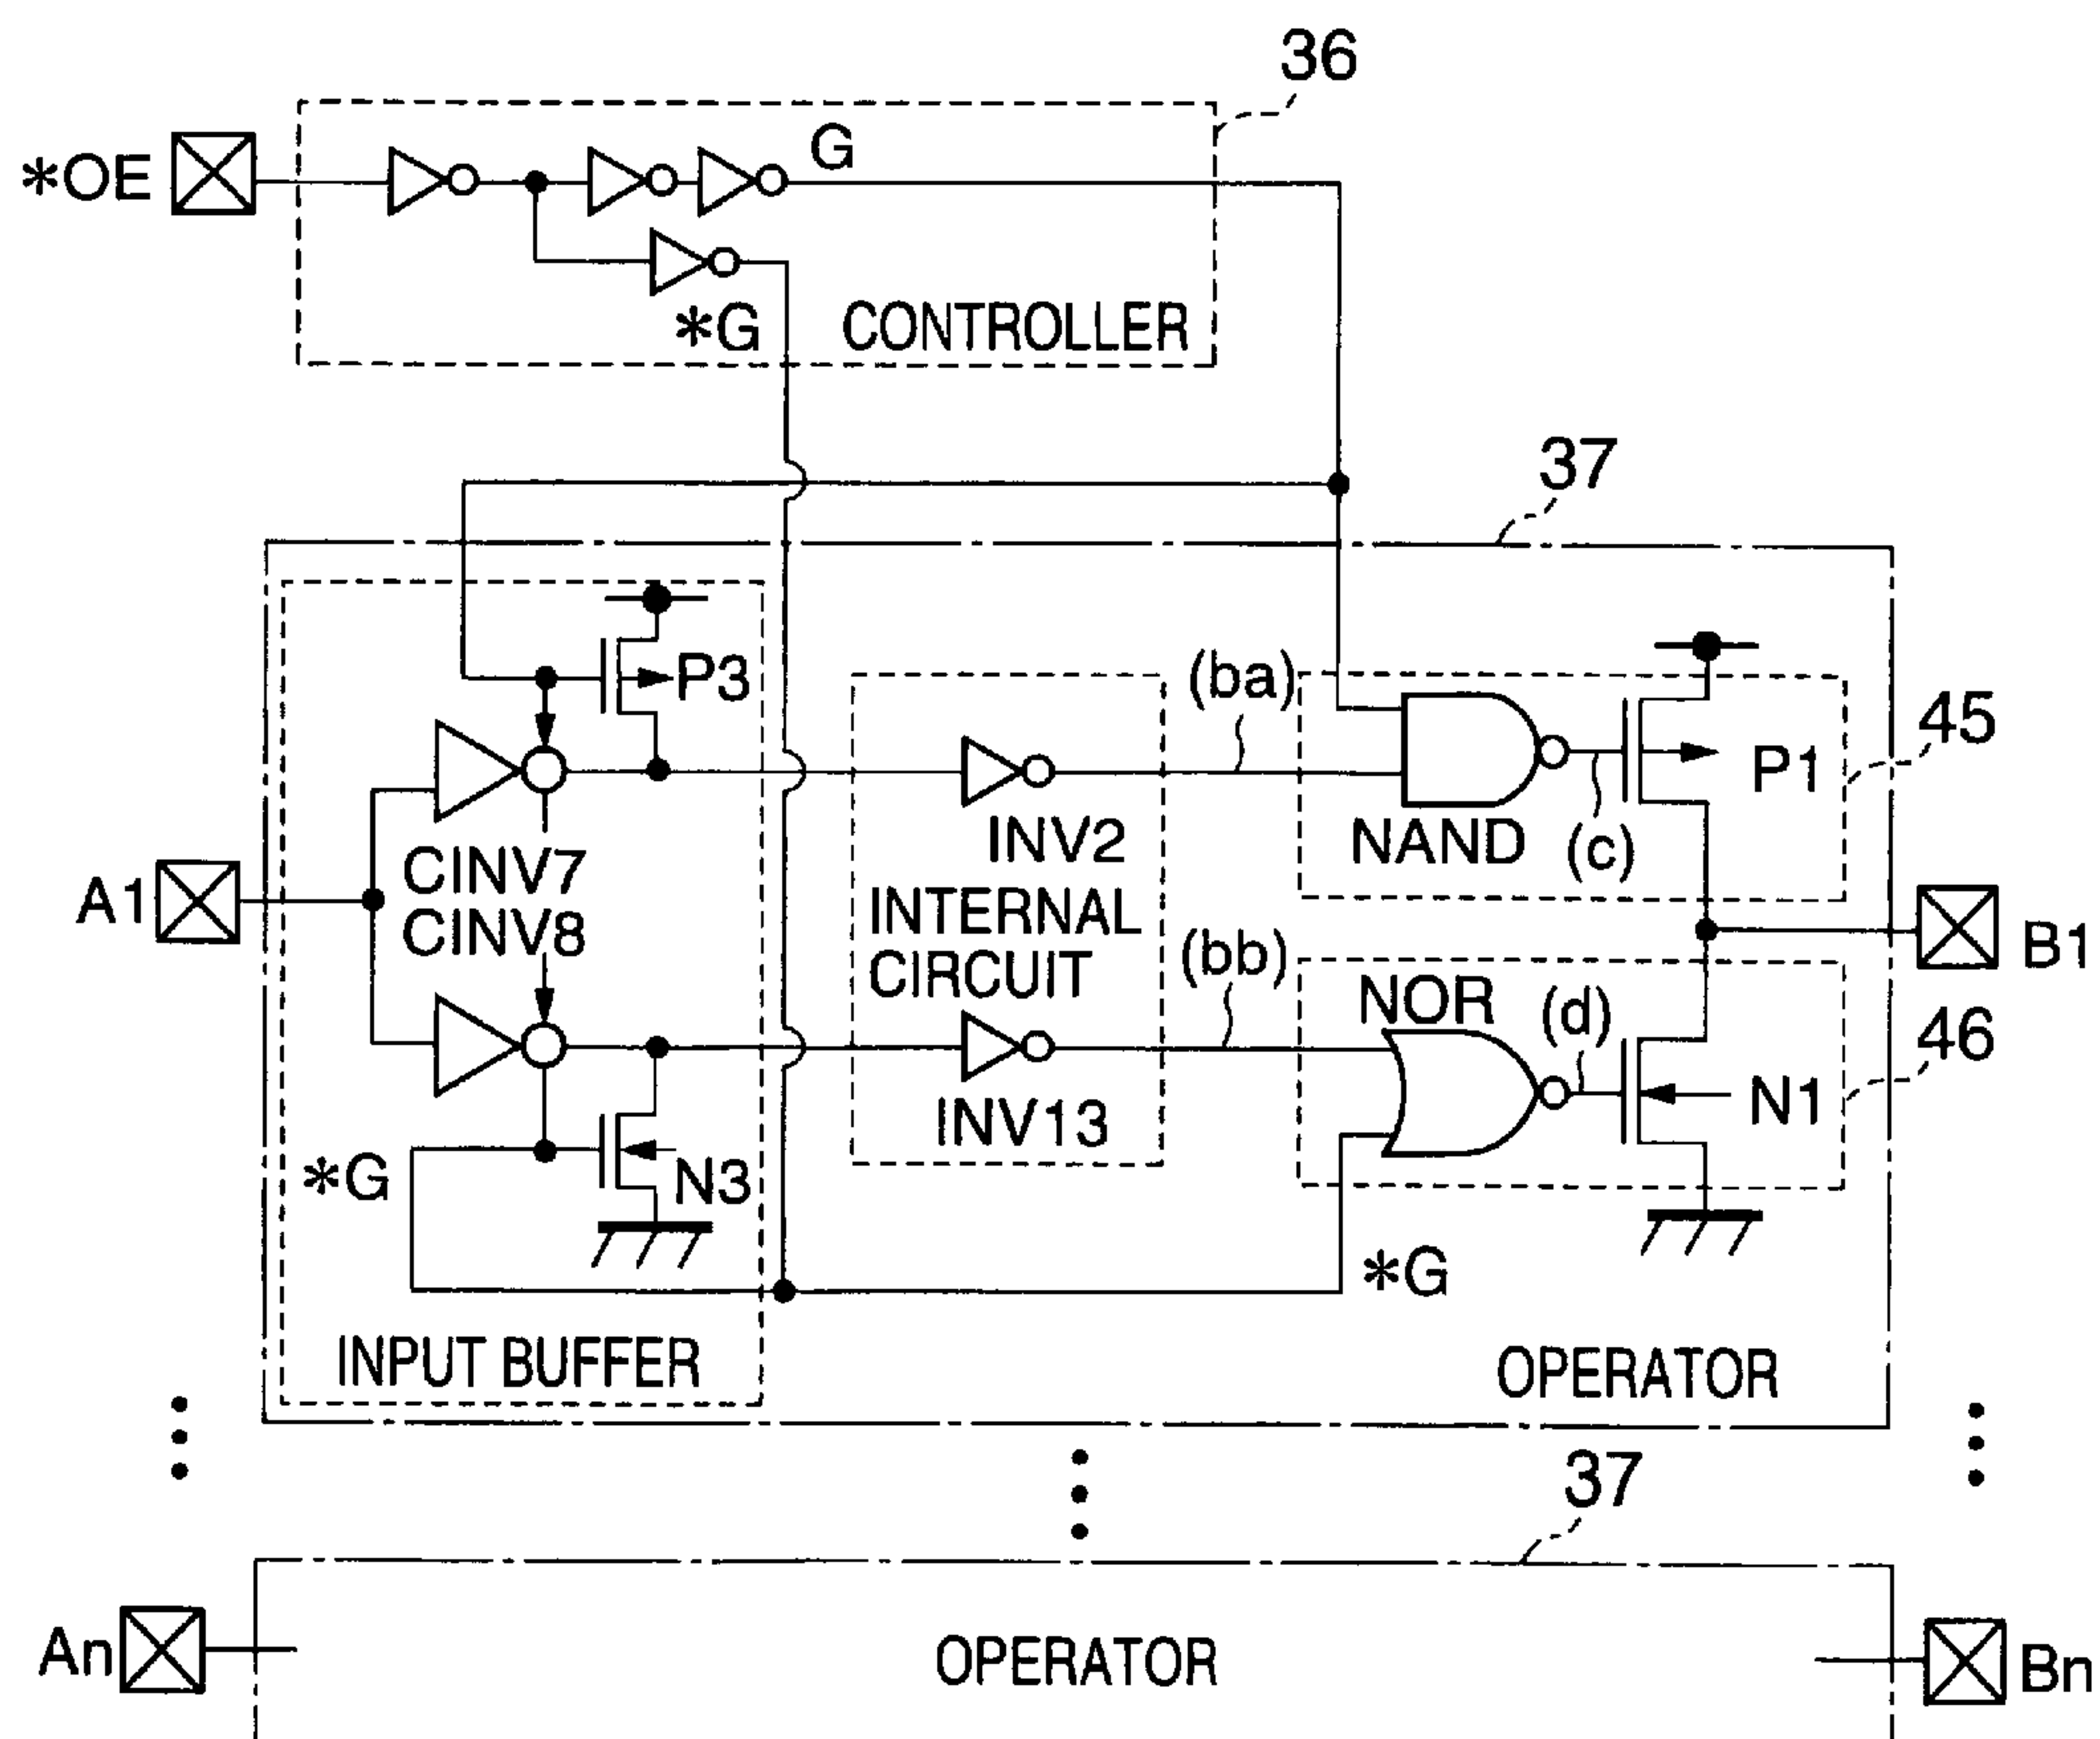 36
*OE
G
*G
CONTROLLER
37
P3
(ba)
45
P1
INV2
NAND
(c)
CINV7
A1
CINV8
INTERNAL
CIRCUIT
(bb)
NOR
(d)
B1
46
INV13
N1
*G
N3
*G
INPUT BUFFER
OPERATOR
37
An
OPERATOR
Bn